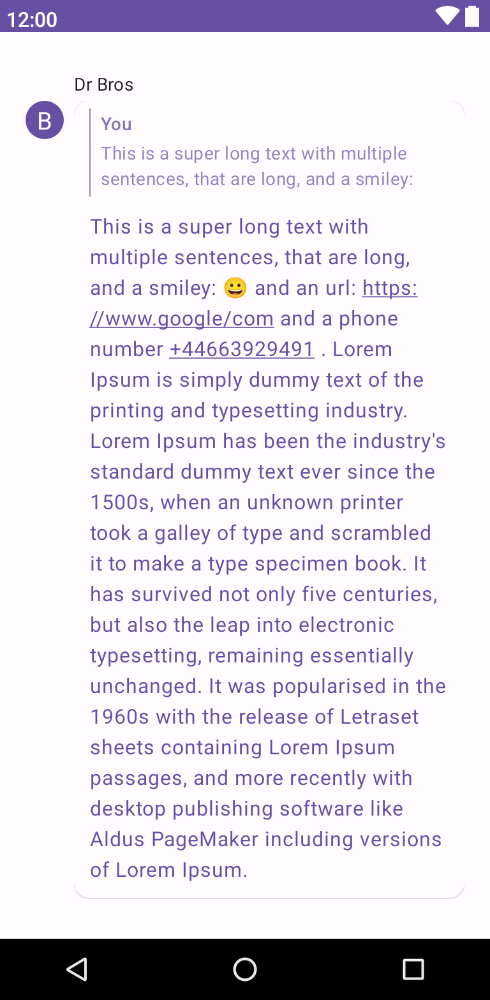 12:00
Dr Bros
B
You
This is a super long text with multiple
sentences, that are long, and a smiley:
This is a super long text with
multiple sentences, that are long,
and a smiley: 😀 and an url: https:
//www.google/com and a phone
number +44663929491 . Lorem
Ipsum is simply dummy text of the
printing and typesetting industry.
Lorem Ipsum has been the industry's
standard dummy text ever since the
1500s, when an unknown printer
took a galley of type and scrambled
it to make a type specimen book. It
has survived not only five centuries,
but also the leap into electronic
typesetting, remaining essentially
unchanged. It was popularised in the
1960s with the release of Letraset
sheets containing Lorem Ipsum
passages, and more recently with
desktop publishing software like
Aldus PageMaker including versions
of Lorem Ipsum.